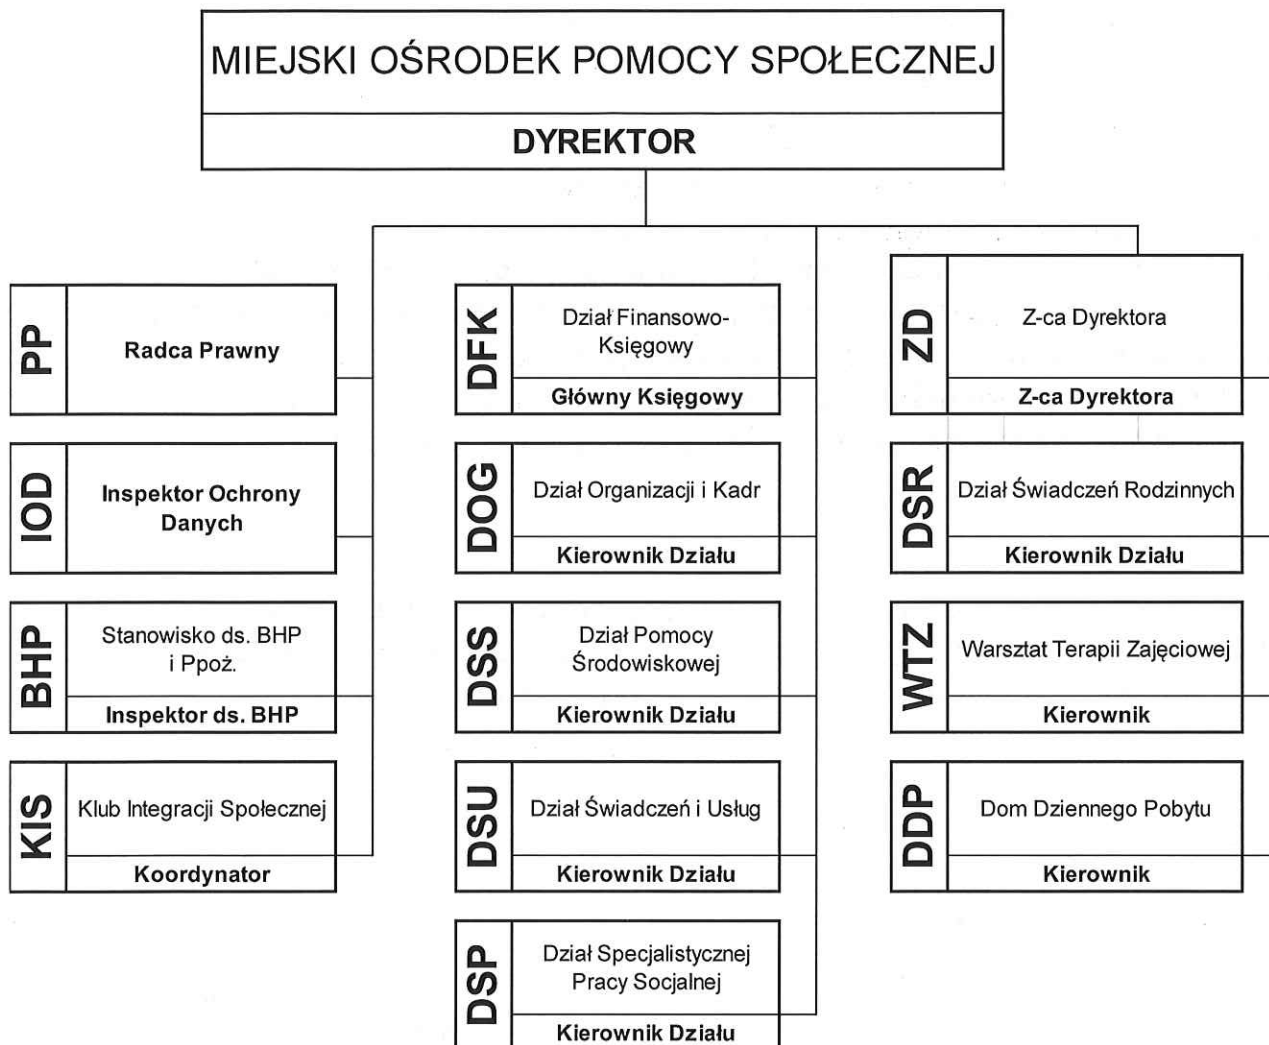 MIEJSKI OŚRODEK POMOCY SPOŁECZNEJ
DYREKTOR
PP
Radca Prawny
IOD
Inspektor Ochrony
Danych
BHP
Stanowisko ds. BHP
i Ppoż.
Inspektor ds. BHP
KIS
Klub Integracji Społecznej
Koordynator
DFK
Dział Finansowo-
Księgowy
Główny Księgowy
DOG
Dział Organizacji i Kadr
Kierownik Działu
DSS
Dział Pomocy
Środowiskowej
Kierownik Działu
DSU
Dział Świadczeń i Usług
Kierownik Działu
DSP
Dział Specjalistycznej
Pracy Socjalnej
Kierownik Działu
ZD
Z-ca Dyrektora
Z-ca Dyrektora
DSR
Dział Świadczeń Rodzinnych
Kierownik Działu
WTZ
Warsztat Terapii Zajęciowej
Kierownik
DDP
Dom Dziennego Pobytu
Kierownik